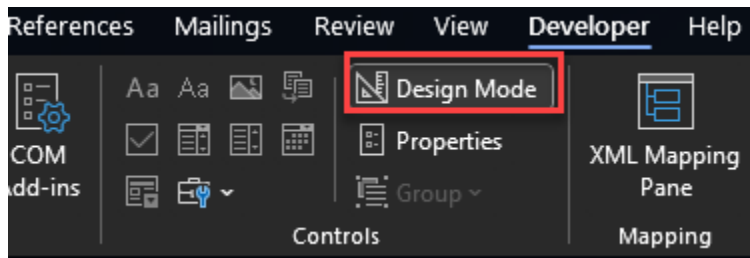 References Mailings Review View Developer Help
Aa Aa Design Mode
COM
Add-ins
Properties
Group
XML Mapping
Pane
Controls
Mapping